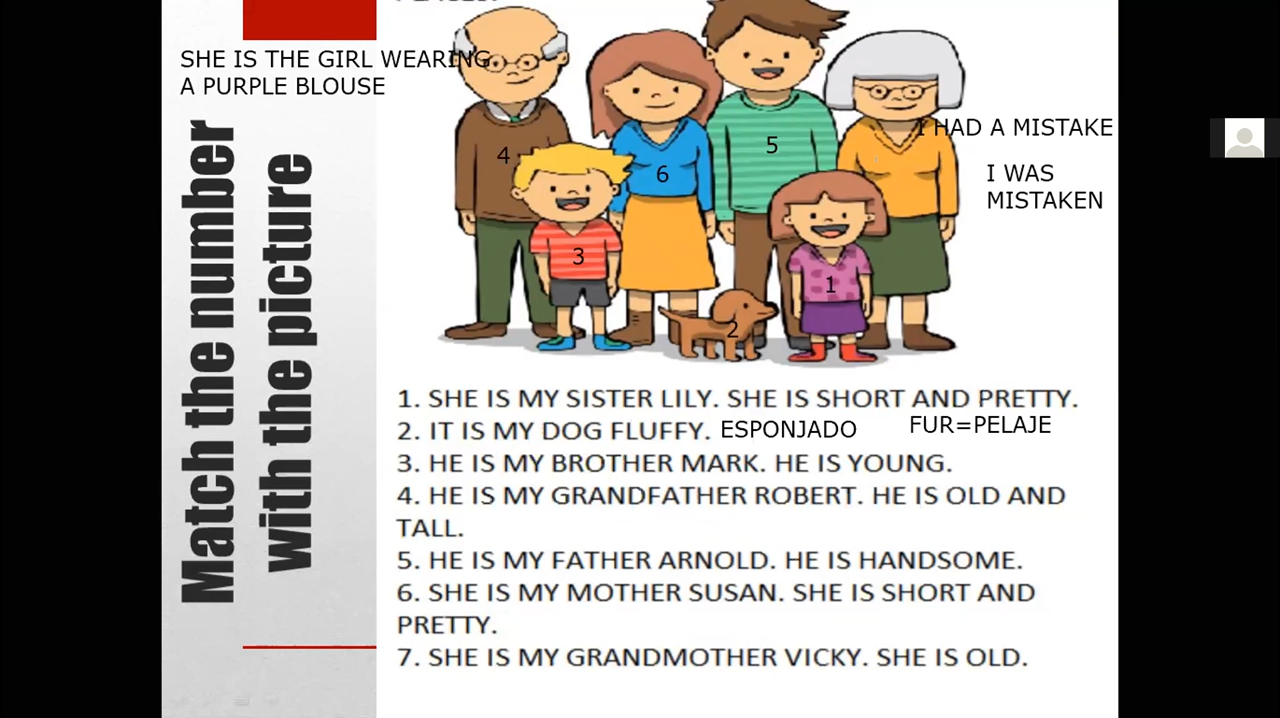 SHE IS THE GIRL WEARING
A PURPLE BLOUSE
Match the number
with the picture
4
6
5
3
2
1
I HAD A MISTAKE
I WAS
MISTAKEN
1. SHE IS MY SISTER LILY. SHE IS SHORT AND PRETTY.
2. IT IS MY DOG FLUFFY. ESPONJADO FUR=PELAJE
3. HE IS MY BROTHER MARK. HE IS YOUNG.
4. HE IS MY GRANDFATHER ROBERT. HE IS OLD AND
TALL.
5. HE IS MY FATHER ARNOLD. HE IS HANDSOME.
6. SHE IS MY MOTHER SUSAN. SHE IS SHORT AND
PRETTY.
7. SHE IS MY GRANDMOTHER VICKY. SHE IS OLD.